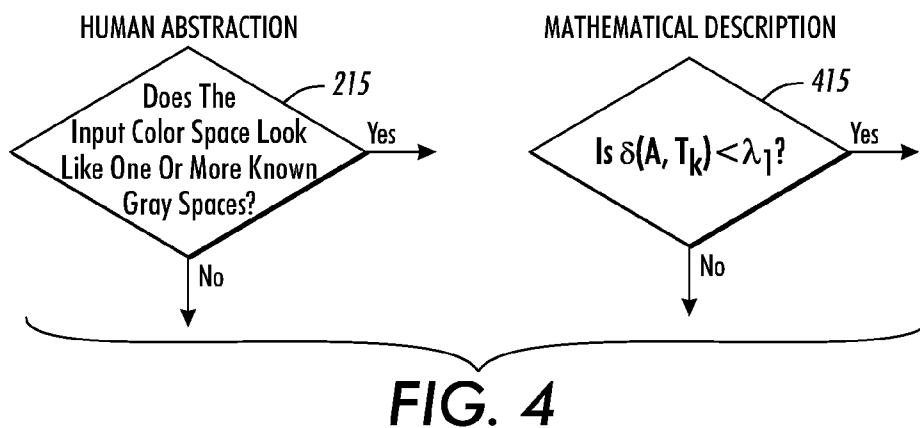 HUMAN ABSTRACTION
215
Does The
Input Color Space Look
Like One Or More Known
Gray Spaces?
Yes
No
MATHEMATICAL DESCRIPTION
415
Is δ(A, Tₖ) < λ₁?
Yes
No
FIG. 4